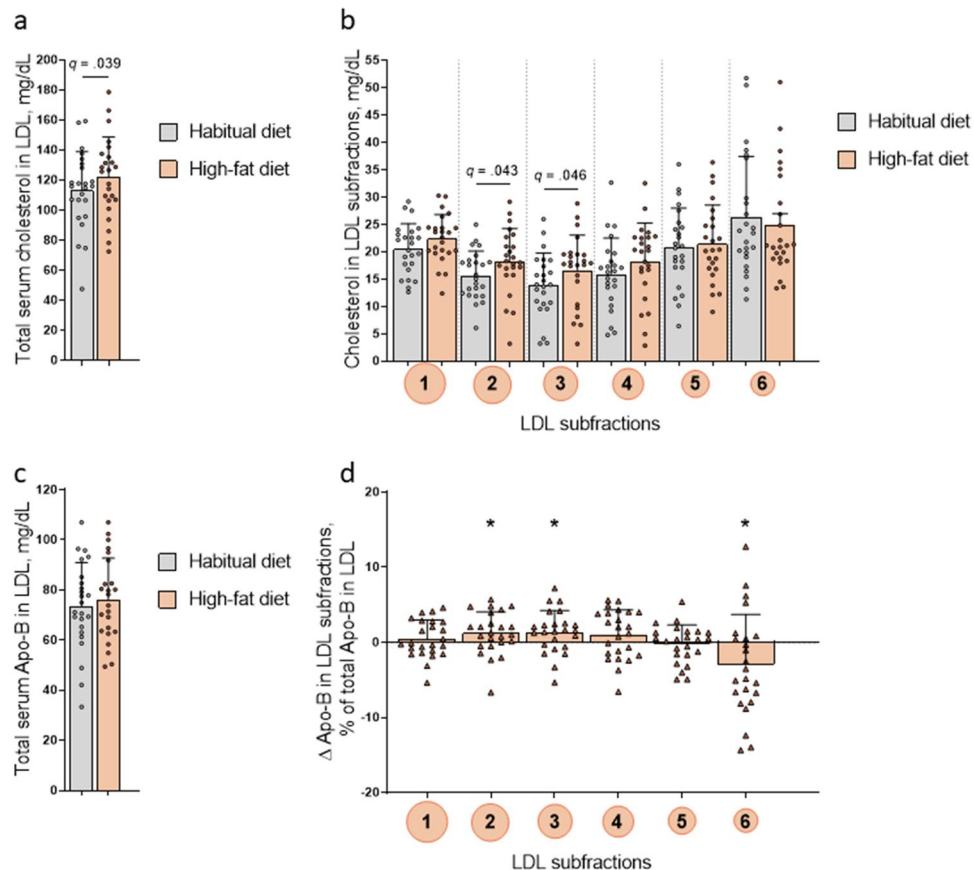 a
Total serum cholesterol in LDL, mg/dL
200
180
160
140
120
100
80
60
40
20
0
q = .039
Habitual diet
High-fat diet
b
Cholesterol in LDL subfractions, mg/dL
55
50
45
40
35
30
25
20
15
10
5
0
q = .043
q = .046
Habitual diet
High-fat diet
1 2 3 4 5 6
LDL subfractions
c
Total serum Apo-B in LDL, mg/dL
120
100
80
60
40
20
0
Habitual diet
High-fat diet
d
Δ Apo-B in LDL subfractions,
% of total Apo-B in LDL
20
10
0
-10
-20
* * *
1 2 3 4 5 6
LDL subfractions